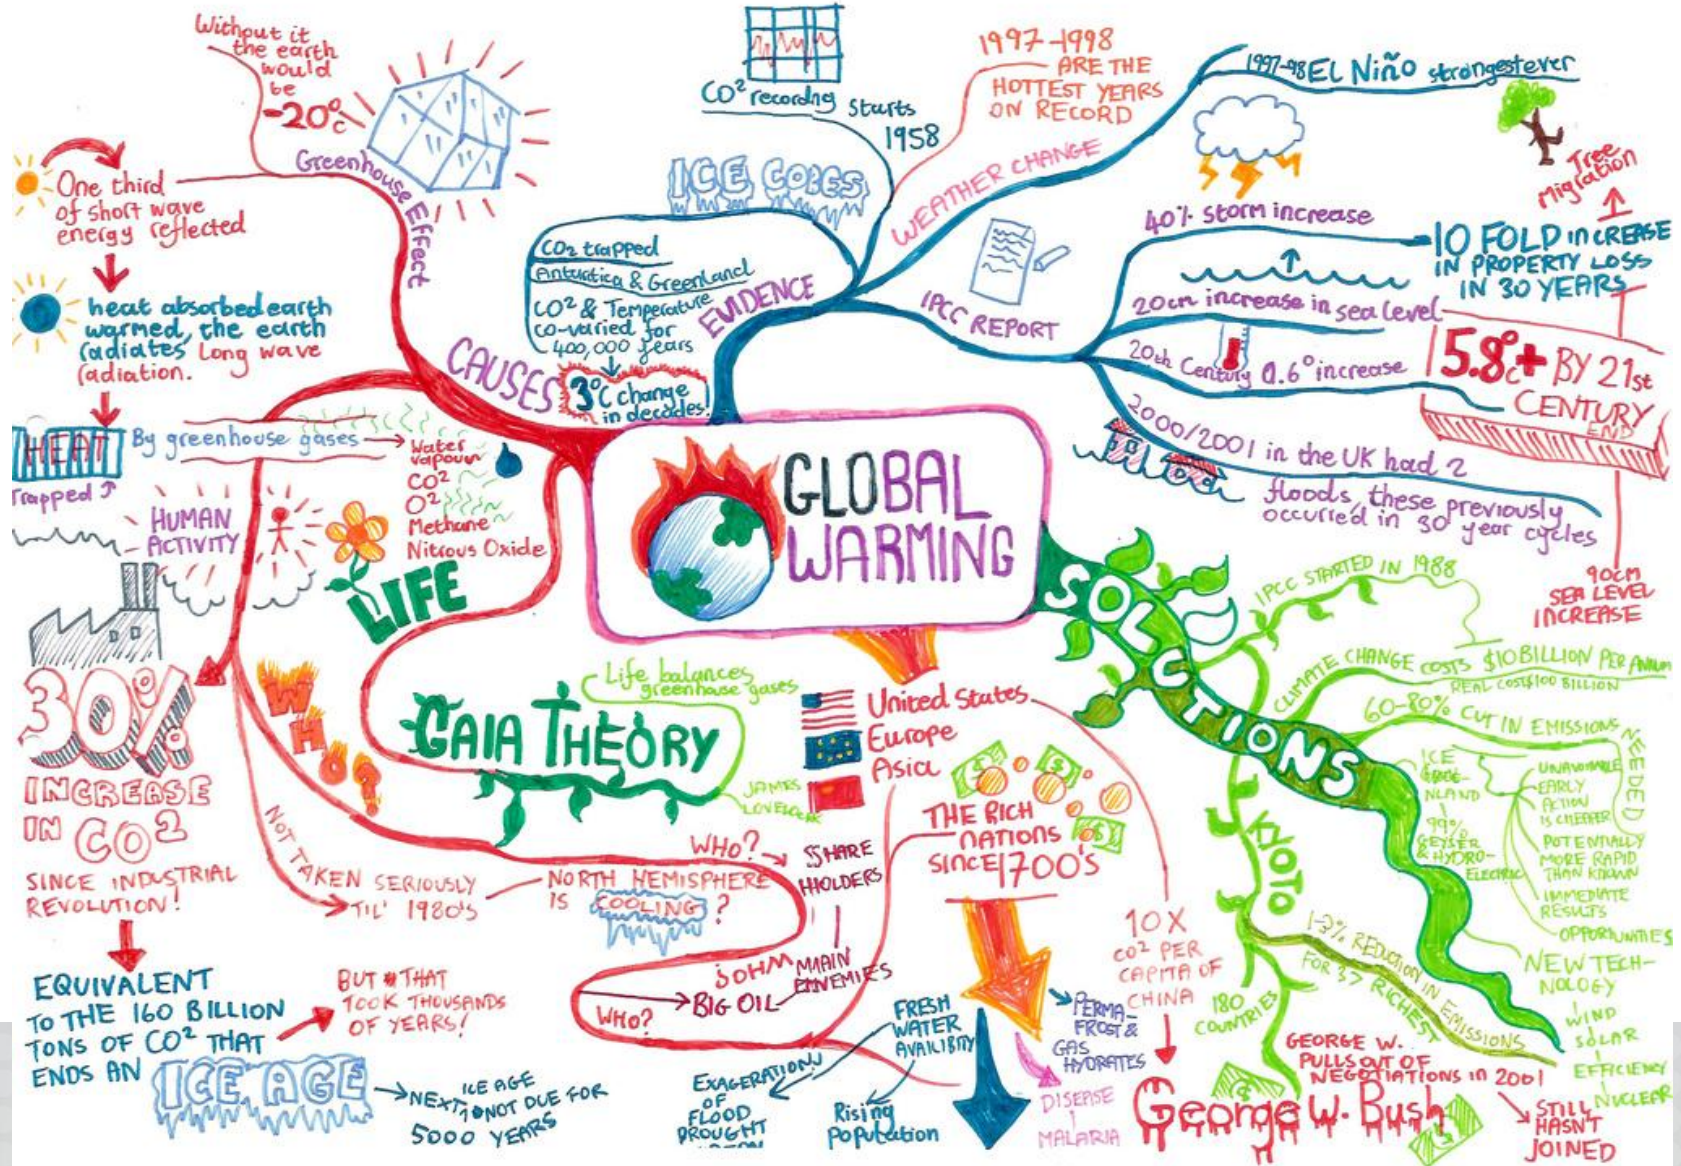 Without it
the earth
would
be
-20°c
Greenhouse Effect
One third
of short wave
energy reflected
heat absorbed earth
warmed, the earth
radiates Long wave
radiation.
HEAT
Trapped
By greenhouse gases
Water
vapour
CO²
O²
Methane
Nitrous Oxide
CAUSES
HUMAN
ACTIVITY
30%
INCREASE
IN CO²
SINCE INDUSTRIAL
REVOLUTION!
EQUIVALENT
TO THE 160 BILLION
TONS OF CO² THAT
ENDS AN
ICE AGE
BUT THAT
TOOK THOUSANDS
OF YEARS!
NEXT ICE AGE
NOT DUE FOR
5000 YEARS
LIFE
GAIA THEORY
Life balances
greenhouse gases
JAMES
WHO?
NOT TAKEN SERIOUSLY
TIL' 1980'S
NORTH HEMISPHERE
IS COOLING?
WHO?
SHARE
HOLDERS
MAIN
ENEMIES
BIG OIL
WHO?
CO² recording starts
1958
ICE CORES
CO₂ trapped
Antartica & Greenland
CO² & Temperature
co-varied for
400,000 years
3°C change
in decades!
EVIDENCE
1997-1998
ARE THE
HOTTEST YEARS
ON RECORD
WEATHER CHANGE
1997-98 EL NIÑO strongest ever
IPCC REPORT
40% storm increase
10 FOLD INCREASE
IN PROPERTY LOSS
IN 30 YEARS
Tree
Migration
20cm increase in sea level
20th Century 0.6° increase
5.8°c+ BY 21st
CENTURY
END
2000/2001 in the UK had 2
floods, these previously
occurred in 30 year cycles
90CM
SEA LEVEL
INCREASE
GLOBAL
WARMING
SOLUTIONS
IPCC STARTED IN 1988
CLIMATE CHANGE COSTS $10 BILLION PER ANNUM
REAL COST $100 BILLION
60-80% CUT IN EMISSIONS
NEEDED
UNAVOIDABLE
EARLY
ACTION
IS CHEAPER
POTENTIALLY
MORE RAPID
THAN KNOWN
IMMEDIATE
RESULTS
OPPORTUNITIES
ICE
99%
GEYSER
& HYDRO-
ELECTRIC
NEW TECH-
NOLOGY
WIND
SOLAR
EFFICIENCY
NUCLEAR
KYOTO
1-3% REDUCTION IN EMISSIONS
FOR 37 RICHEST
180
COUNTRIES
GEORGE W.
PULLS OUT OF
NEGOTIATIONS IN 2001
STILL
HASN'T
JOINED
George W. Bush
United States
Europe
Asia
THE RICH
NATIONS
SINCE 1700'S
10X
CO² PER
CAPITA OF
CHINA
FRESH
WATER
EXAGERATION
OF
FLOOD
DROUGHT
Rising
Population
PERMA-
FROST &
GAS
HYDRATES
DISEASE
MALARIA